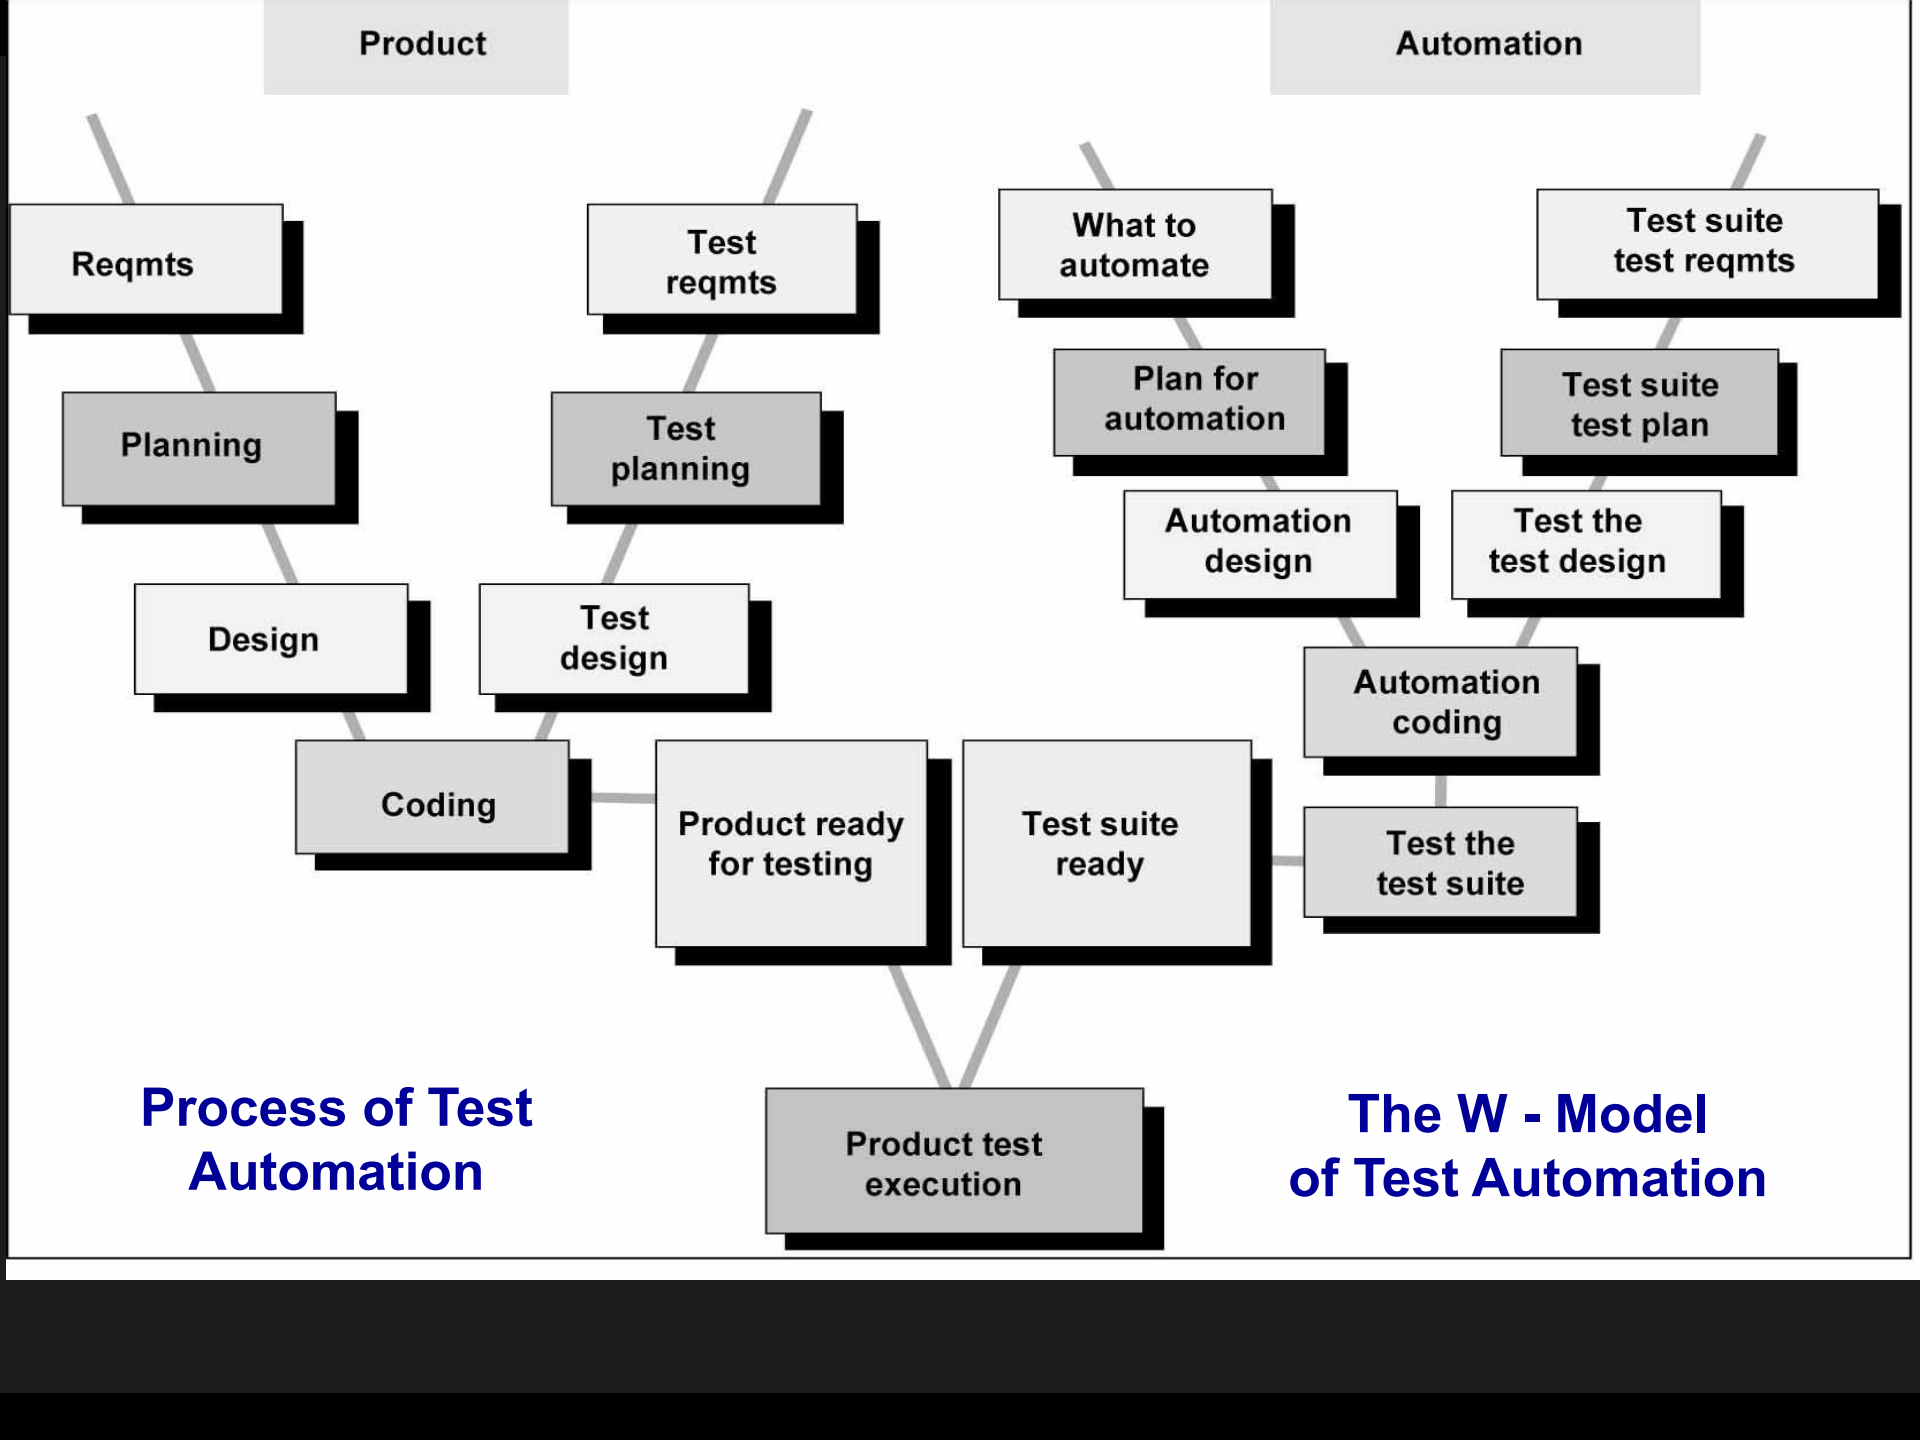 Product
Automation
Reqmts
Test
reqmts
What to
automate
Test suite
test reqmts
Planning
Test
planning
Plan for
automation
Test suite
test plan
Automation
design
Test the
test design
Design
Test
design
Automation
coding
Coding
Product ready
for testing
Test suite
ready
Test the
test suite
Product test
execution
Process of Test
Automation
The W - Model
of Test Automation